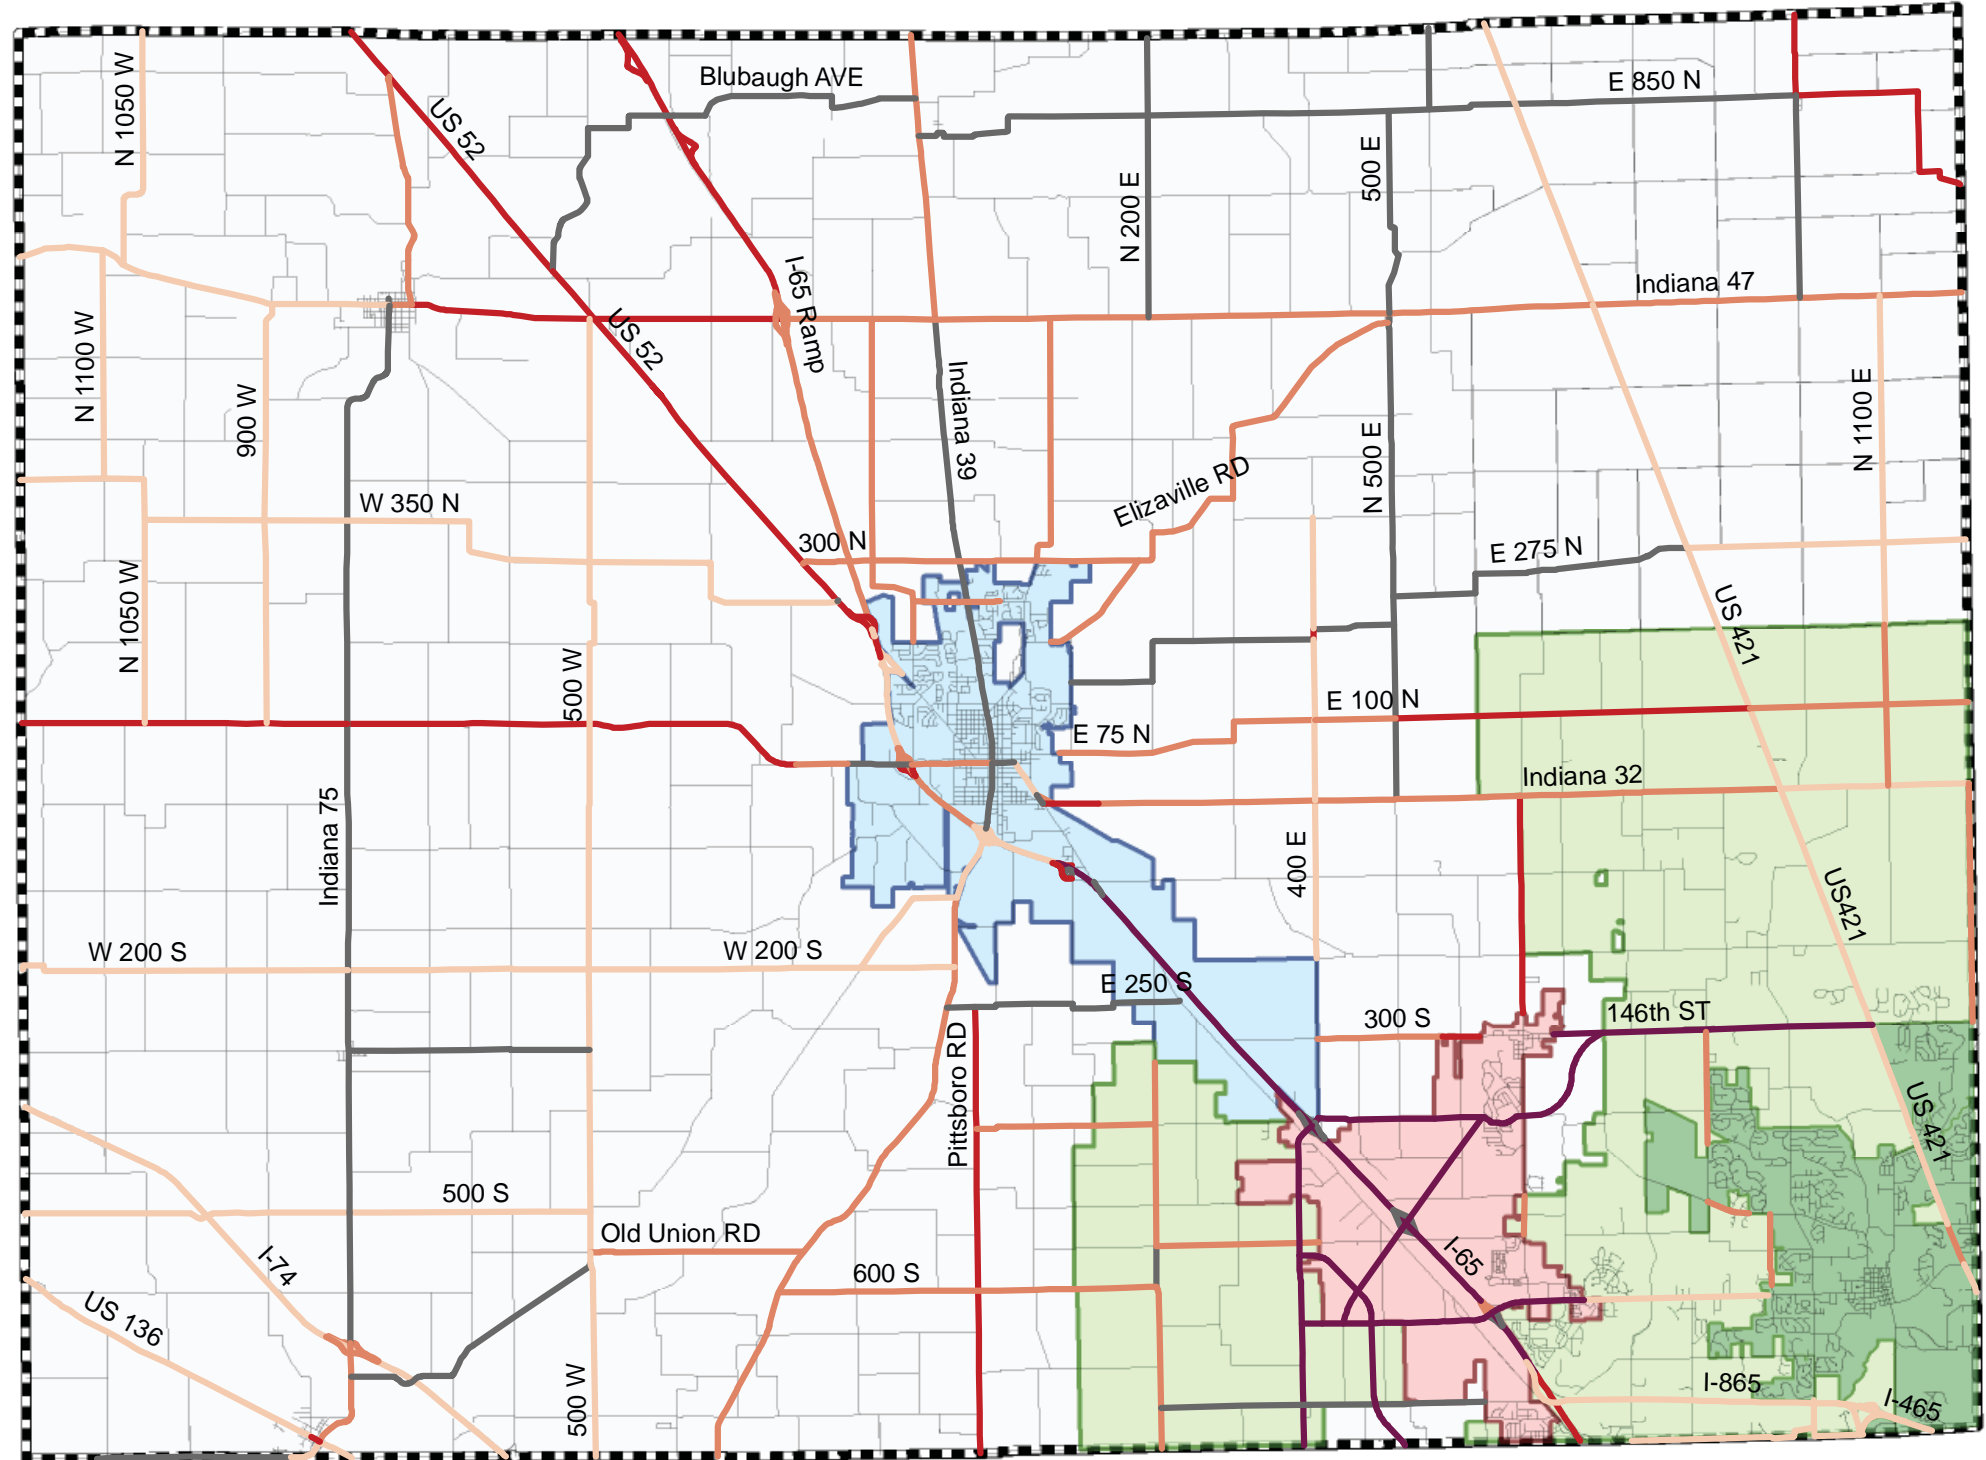 Blubaugh AVE
E 850 N
N 1050 W
US 52
500 E
N 200 E
Indiana 47
I-65 Ramp
US 52
N 1100 W
900 W
Indiana 39
N 1100 E
N 500 E
Elizaville RD
W 350 N
300 N
E 275 N
N 1050 W
US 421
500 W
E 100 N
E 75 N
Indiana 32
Indiana 75
400 E
US421
W 200 S
W 200 S
E 250 S
300 S
146th ST
Pittsboro RD
US 421
500 S
Old Union RD
I-74
600 S
I-65
US 136
500 W
I-865
I-465